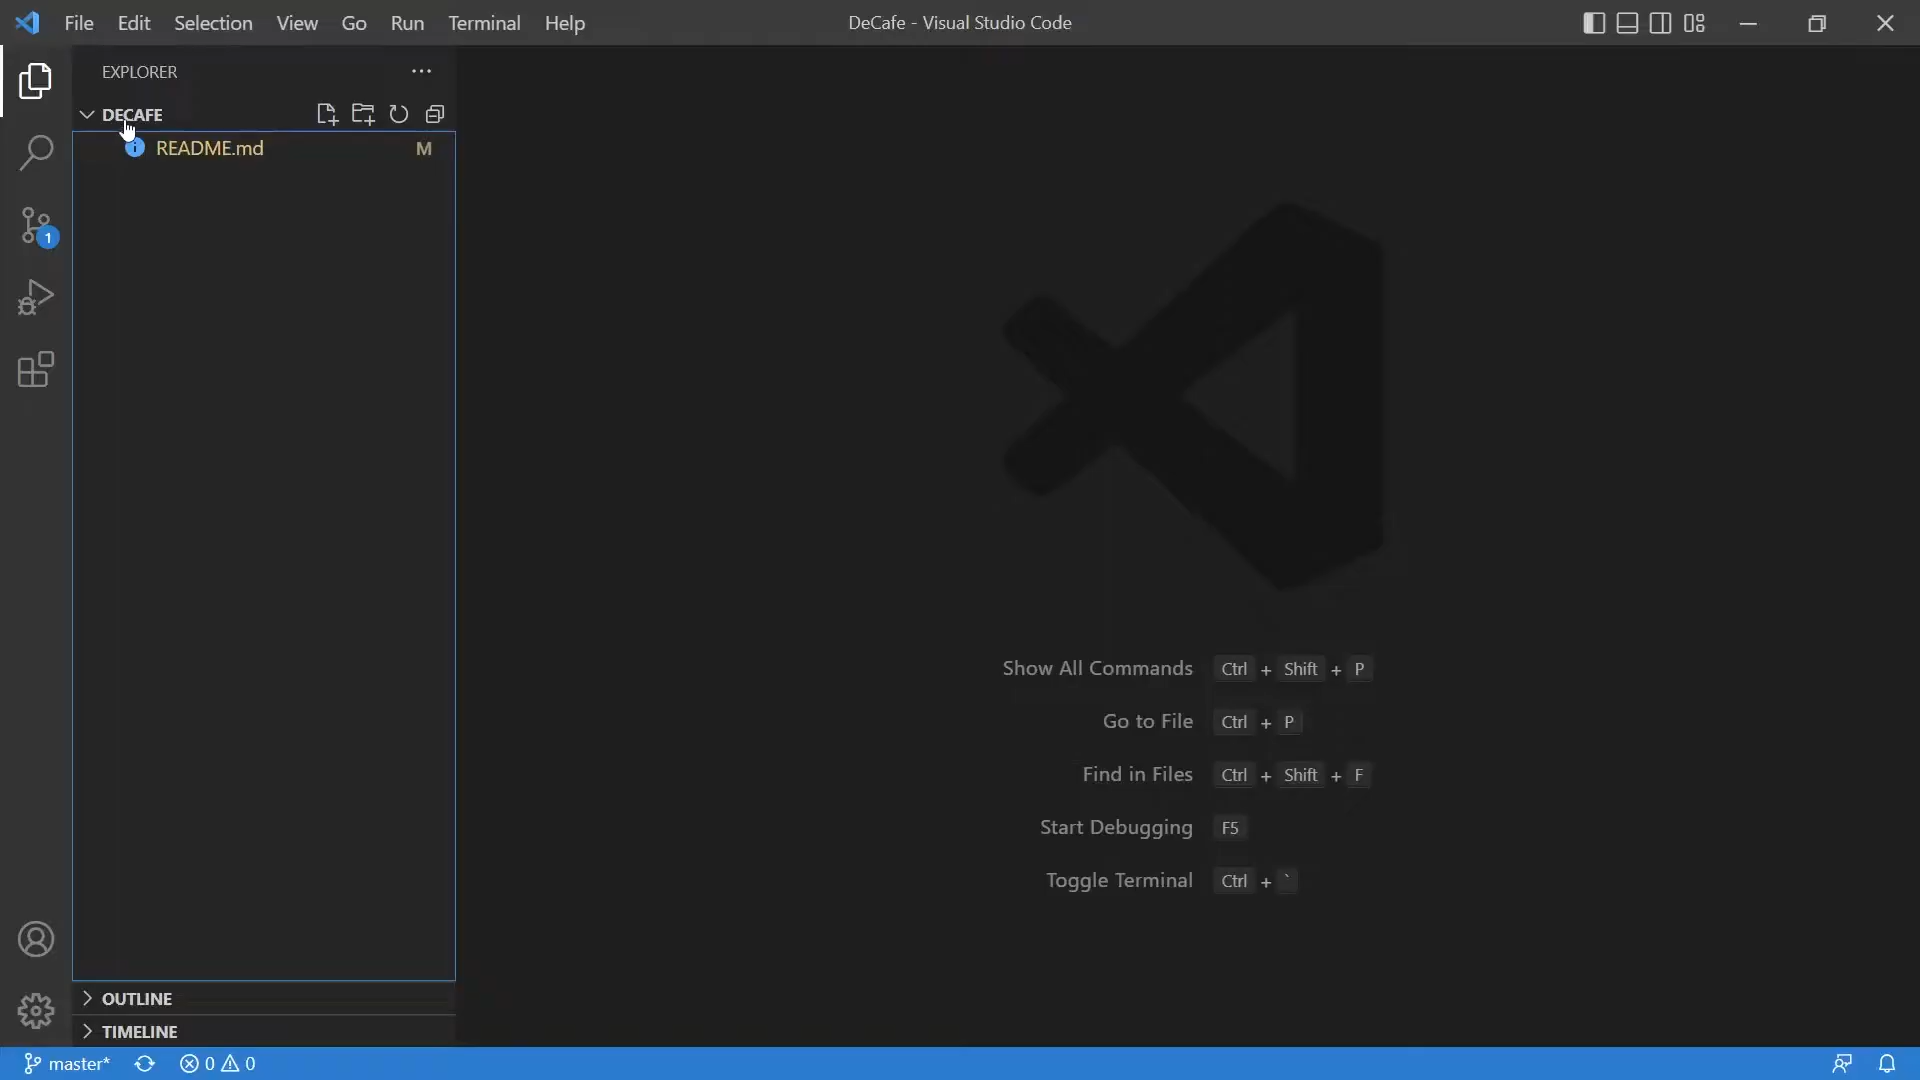 File Edit Selection View Go Run Terminal Help
DeCafe - Visual Studio Code
EXPLORER
DECAFE
README.md M
1
Show All Commands Ctrl + Shift + P
Go to File Ctrl + P
Find in Files Ctrl + Shift + F
Start Debugging F5
Toggle Terminal Ctrl + `
OUTLINE
TIMELINE
master* 0 0